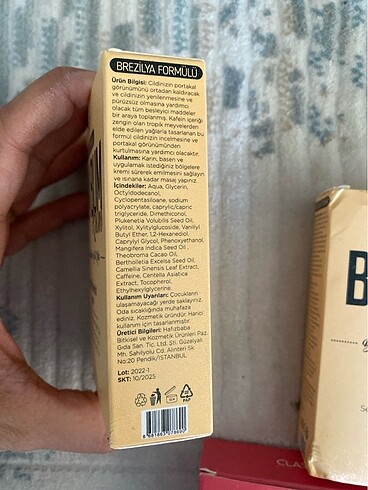 BREZİLYA FORMÜLÜ
Ürün Bilgisi: Cildinizin portakal
görünümünü ortadan kaldıracak
ve cildinizin yenilenmesine ve
pürüzsüz olmasına yardımcı
olacak tüm besleyici maddeler
bir araya toplanmış. Kafein içeriği
zengin olan tropik meyvelerden
elde edilen yağlarla tasarlanan bu
formül cildinizin incelmesine ve
portakal görünümünden
kurtulmasına yardımcı olacaktır.
Kullanım: Karın, basen ve
uygulamak istediğiniz bölgelere
kremi sürerek emilmesini sağlayın
ve ısınana kadar masaj yapınız.
İçindekiler: Aqua, Glycerin,
Octyldodecanol,
Cyclopentasiloxane, sodium
polyacrylate, caprylic/capric
triglyceride, Dimethiconol,
Plukenetia Volubilis Seed Oil,
Xylitol, Xylitylglucoside, Vanillyl
Butyl Ether, 1,2-Hexanediol,
Caprylyl Glycol, Phenoxyethanol,
Mangifera Indica Seed Oil ,
Theobroma Cacao Oil,
Bertholletia Excelsa Seed Oil,
Camellia Sinensis Leaf Extract,
Caffeine, Centella Asiatica
Extract, Tocopherol,
Ethylhexylglycerine.
Kullanım Uyarıları: Çocukların
ulaşamayacağı yerde saklayınız.
Oda sıcaklığında muhafaza
ediniz. Kozmetik üründür. Harici
kullanım için tasarlanmıştır.
Üretici Bilgileri: Hafızbaba
Bitkisel ve Kozmetik Ürünleri Paz.
Gıda San. Tic. Ltd. Şti. Güzelyalı
Mh. Sahilyolu Cd. Alınteri Sk.
No:20 Pendik/İSTANBUL
Lot: 2022-1
SKT: 10/2025
PAP
B
Se
CLAS